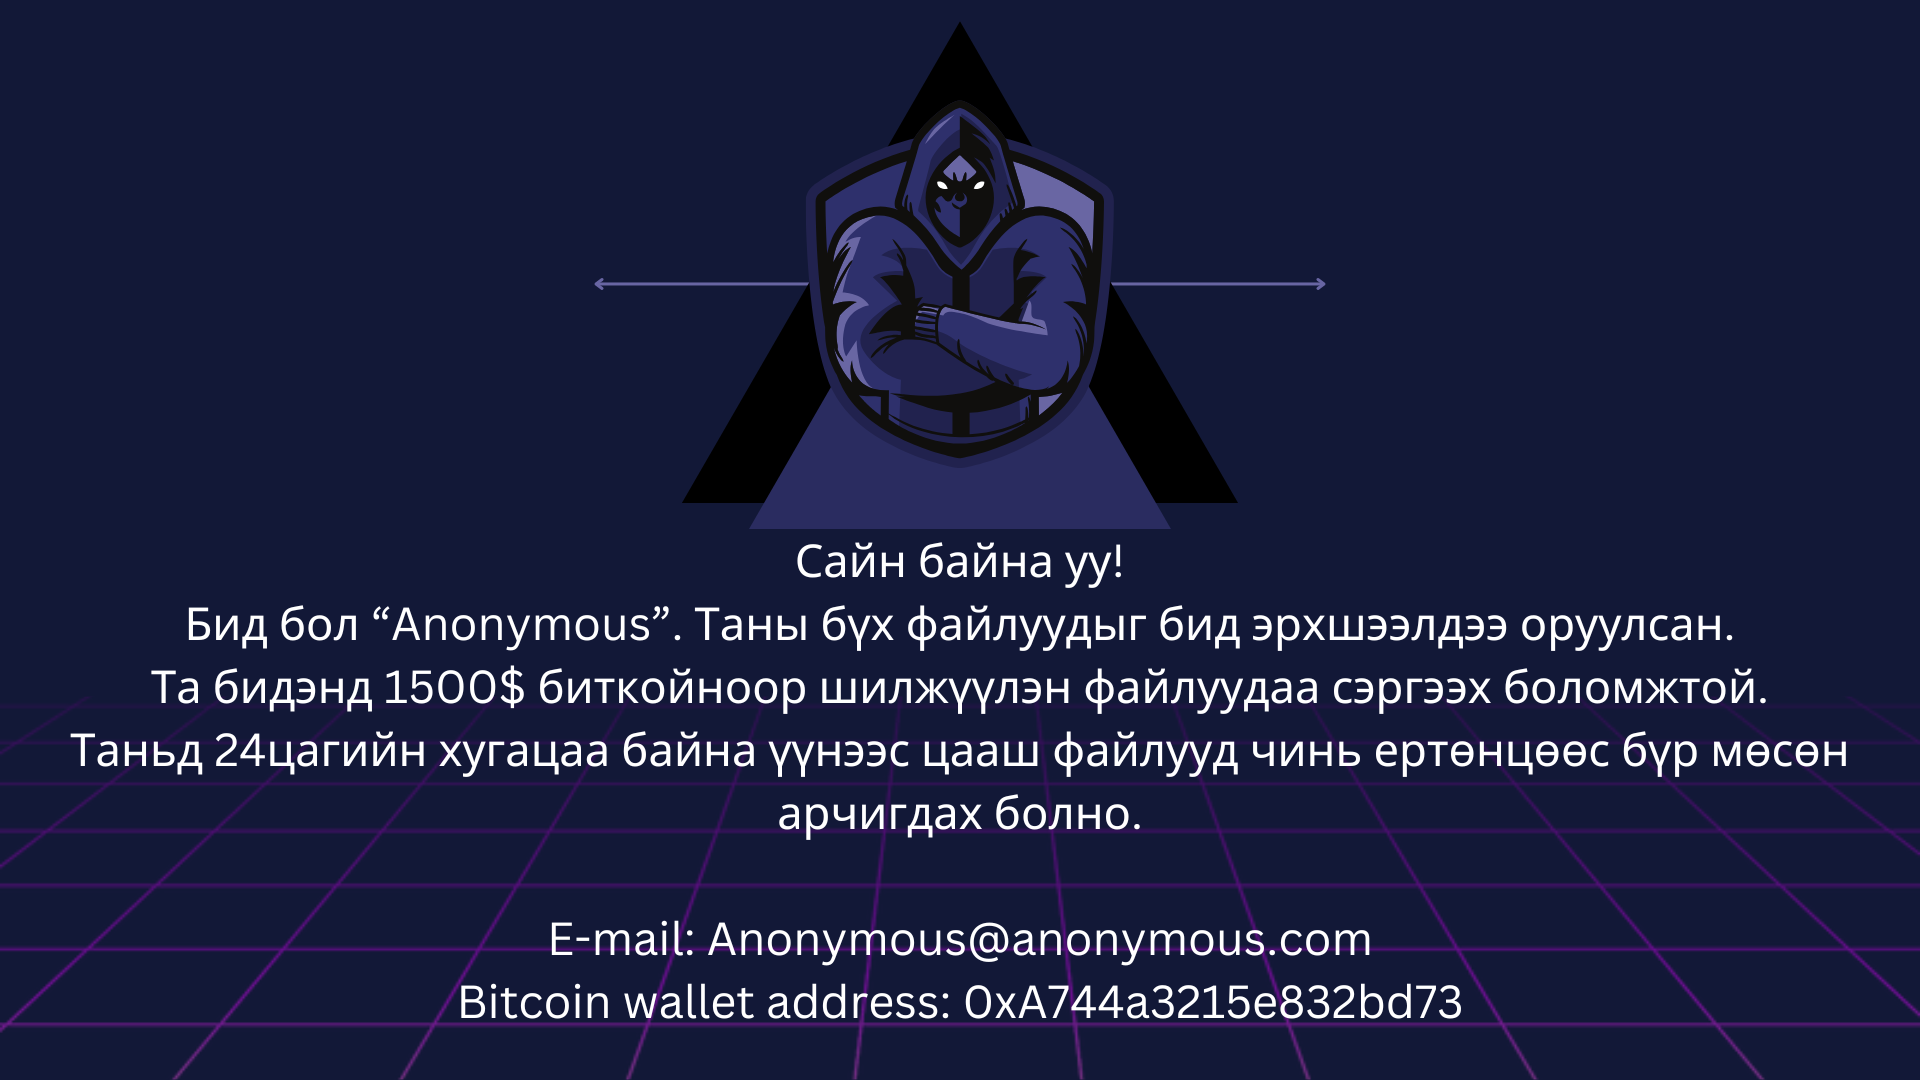 Сайн байна уу!
Бид бол “Anonymous”. Таны бүх файлуудыг бид эрхшээлдээ оруулсан.
Та бидэнд 1500$ биткойноор шилжүүлэн файлуудаа сэргээх боломжтой.
Таньд 24цагийн хугацаа байна үүнээс цааш файлууд чинь ертөнцөөс бүр мөсөн
арчигдах болно.
E-mail: Anonymous@anonymous.com
Bitcoin wallet address: 0xA744a3215e832bd73